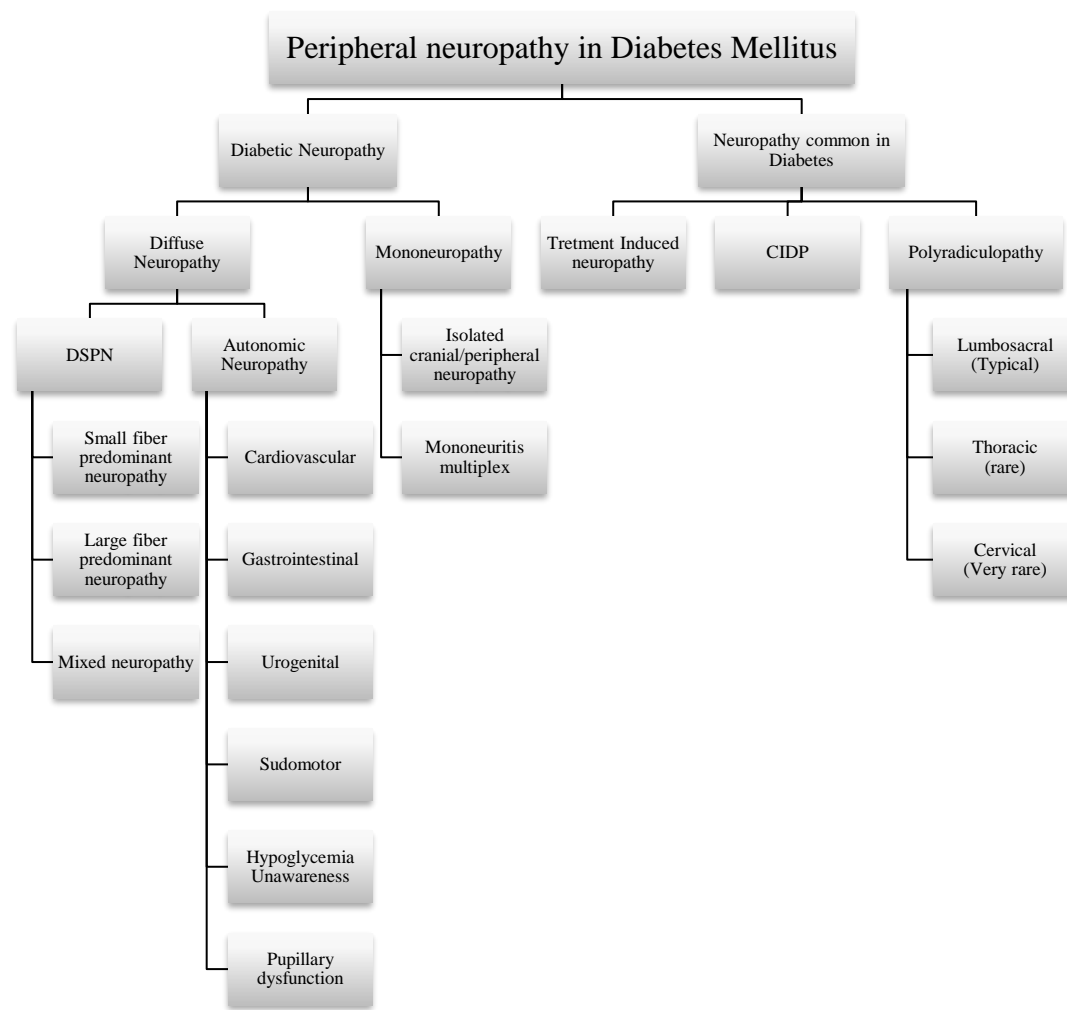 Peripheral neuropathy in Diabetes Mellitus
Diabetic Neuropathy
Neuropathy common in
Diabetes
Diffuse
Neuropathy
Mononeuropathy
Tretment Induced
neuropathy
CIDP
Polyradiculopathy
DSPN
Autonomic
Neuropathy
Isolated
cranial/peripheral
neuropathy
Lumbosacral
(Typical)
Small fiber
predominant
neuropathy
Cardiovascular
Mononeuritis
multiplex
Thoracic
(rare)
Large fiber
predominant
neuropathy
Gastrointestinal
Cervical
(Very rare)
Mixed neuropathy
Urogenital
Sudomotor
Hypoglycemia
Unawareness
Pupillary
dysfunction